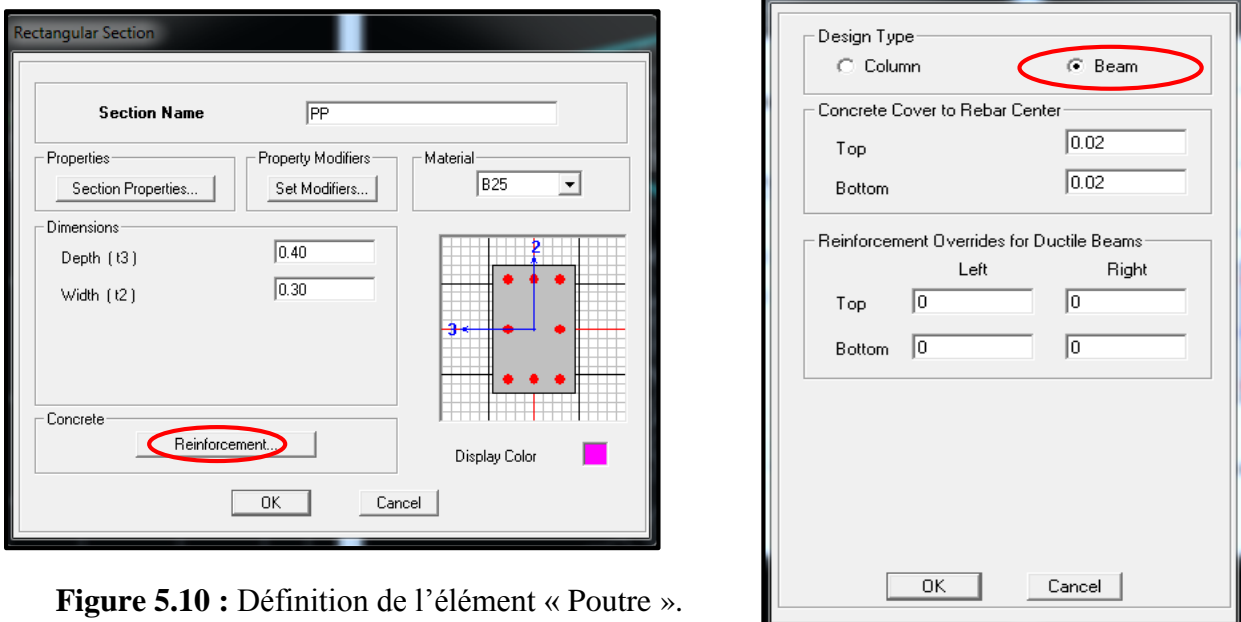 Rectangular Section
Section Name
PP
Properties
Section Properties...
Property Modifiers
Set Modifiers...
Material
B25
Dimensions
Depth ( t3 )
0.40
Width ( t2 )
0.30
2
3
Concrete
Reinforcement...
Display Color
OK
Cancel
Design Type
Column
Beam
Concrete Cover to Rebar Center
Top
0.02
Bottom
0.02
Reinforcement Overrides for Ductile Beams
Left Right
Top 0 0
Bottom 0 0
OK
Cancel
Figure 5.10 : Définition de l’élément « Poutre ».